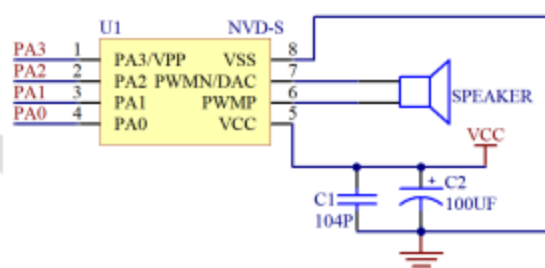 U1 NVD-S
PA3 1 PA3/VPP VSS 8
PA2 2 PA2 PWMN/DAC 7
PA1 3 PA1 PWMP 6
PA0 4 PA0 VCC 5
SPEAKER
VCC
C1
104P
+ C2
100UF